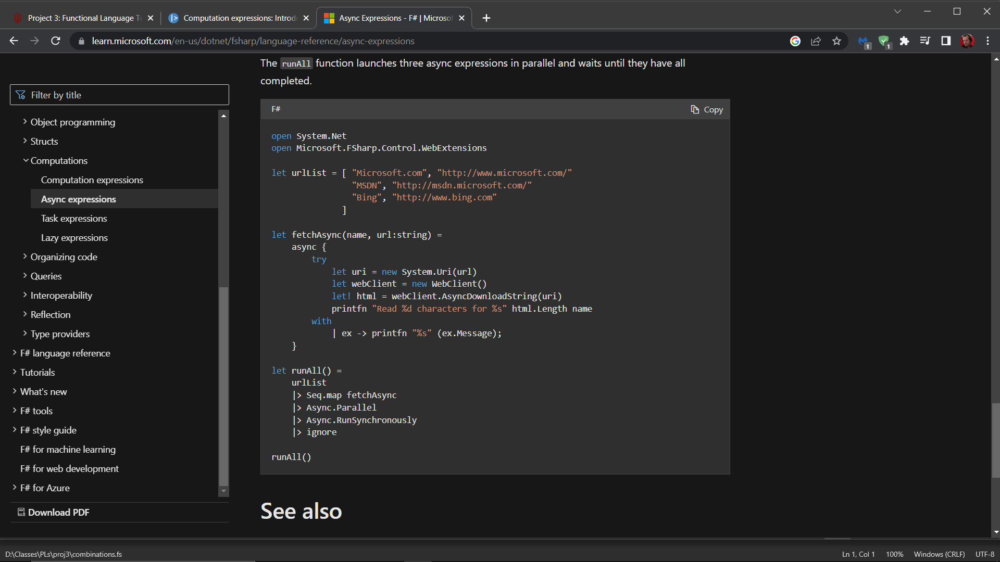 Project 3: Functional Language Tu
Computation expressions: Introdu
Async Expressions - F# | Microsof
learn.microsoft.com/en-us/dotnet/fsharp/language-reference/async-expressions
1
1
The runAll function launches three async expressions in parallel and waits until they have all
completed.
Filter by title
Object programming
Structs
Computations
Computation expressions
Async expressions
Task expressions
Lazy expressions
Organizing code
Queries
Interoperability
Reflection
Type providers
F# language reference
Tutorials
What's new
F# tools
F# style guide
F# for machine learning
F# for web development
F# for Azure
Download PDF
F#
Copy
open System.Net
open Microsoft.FSharp.Control.WebExtensions
let urlList = [ "Microsoft.com", "http://www.microsoft.com/"
"MSDN", "http://msdn.microsoft.com/"
"Bing", "http://www.bing.com"
]
let fetchAsync(name, url:string) =
async {
try
let uri = new System.Uri(url)
let webClient = new WebClient()
let! html = webClient.AsyncDownloadString(uri)
printfn "Read %d characters for %s" html.Length name
with
| ex -> printfn "%s" (ex.Message);
}
let runAll() =
urlList
|> Seq.map fetchAsync
|> Async.Parallel
|> Async.RunSynchronously
|> ignore
runAll()
See also
D:\Classes\PLs\proj3\combinations.fs
Ln 1, Col 1
100%
Windows (CRLF)
UTF-8